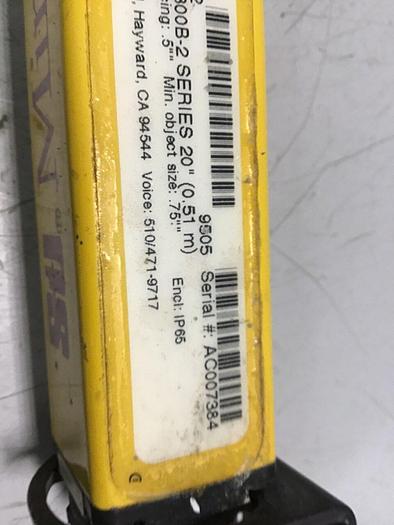 9505 Serial #: AC007384
800B-2 SERIES 20" (0.51 m)
ing: .5" Min. object size: .75" Encl: IP65
, Hayward, CA 94544 Voice: 510/471-9717